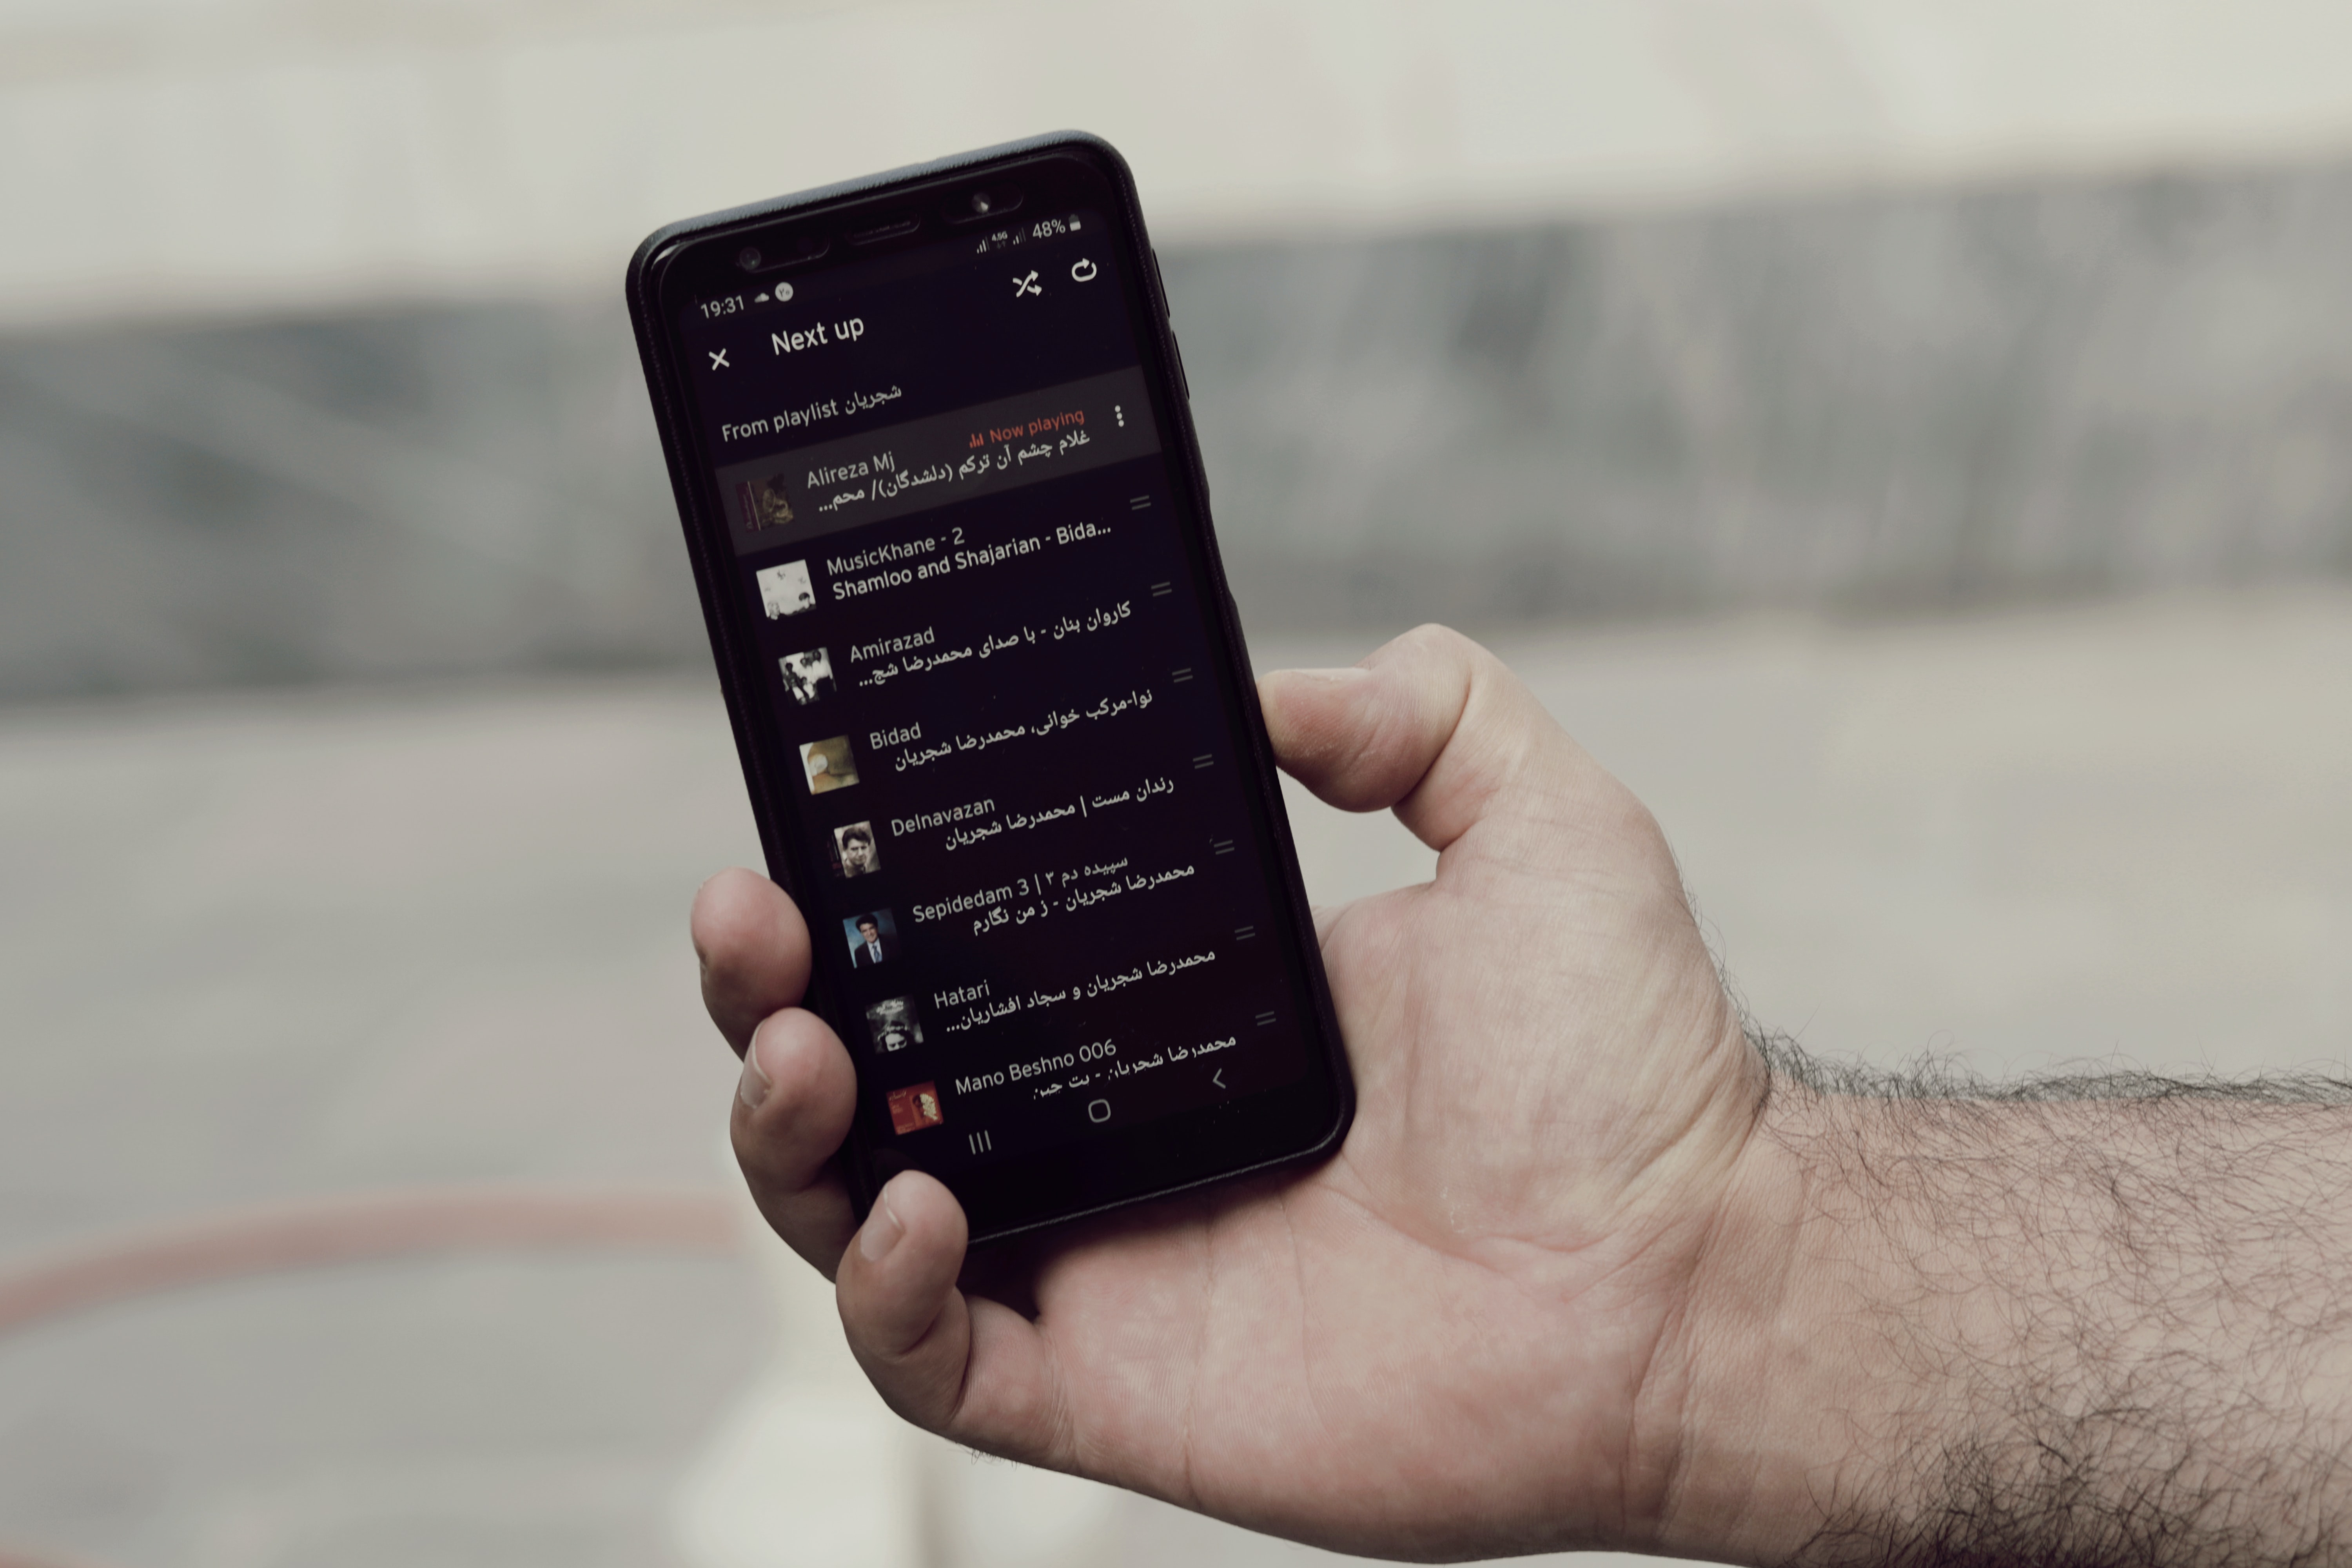 19:31
4.5G 48%
Next up
From playlist شجریان
Now playing
Alireza Mj
غلام چشم آن ترکم (دلشدگان)/ محم...
MusicKhane - 2
Shamloo and Shajarian - Bida...
Amirazad
کاروان بنان - با صدای محمدرضا شج...
Bidad
نوا-مرکب خوانی، محمدرضا شجریان
Delnavazan
رندان مست | محمدرضا شجریان
Sepidedam 3 | سپیده دم ۳
محمدرضا شجریان - ز من نگارم
Hatari
محمدرضا شجریان و سجاد افشاریان...
Mano Beshno 006
محمدرضا شجریان - بت چین